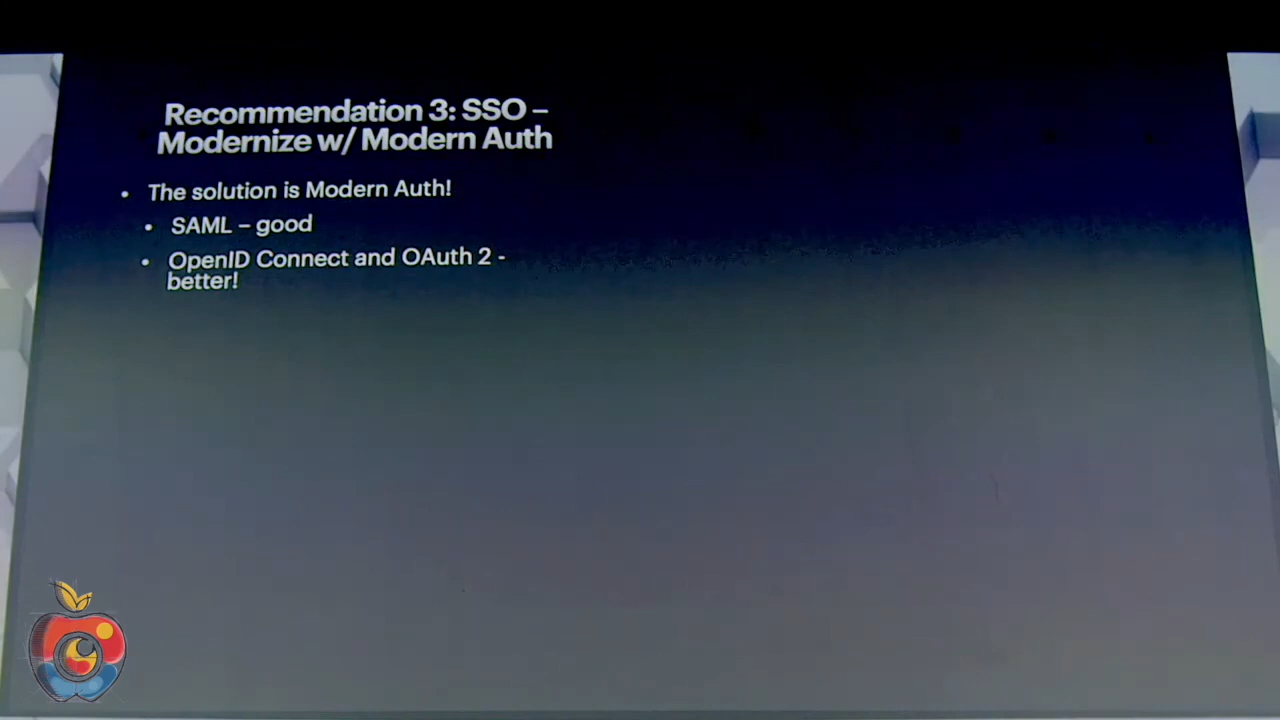 Recommendation 3: SSO –
Modernize w/ Modern Auth
• The solution is Modern Auth!
• SAML – good
• OpenID Connect and OAuth 2 -
better!